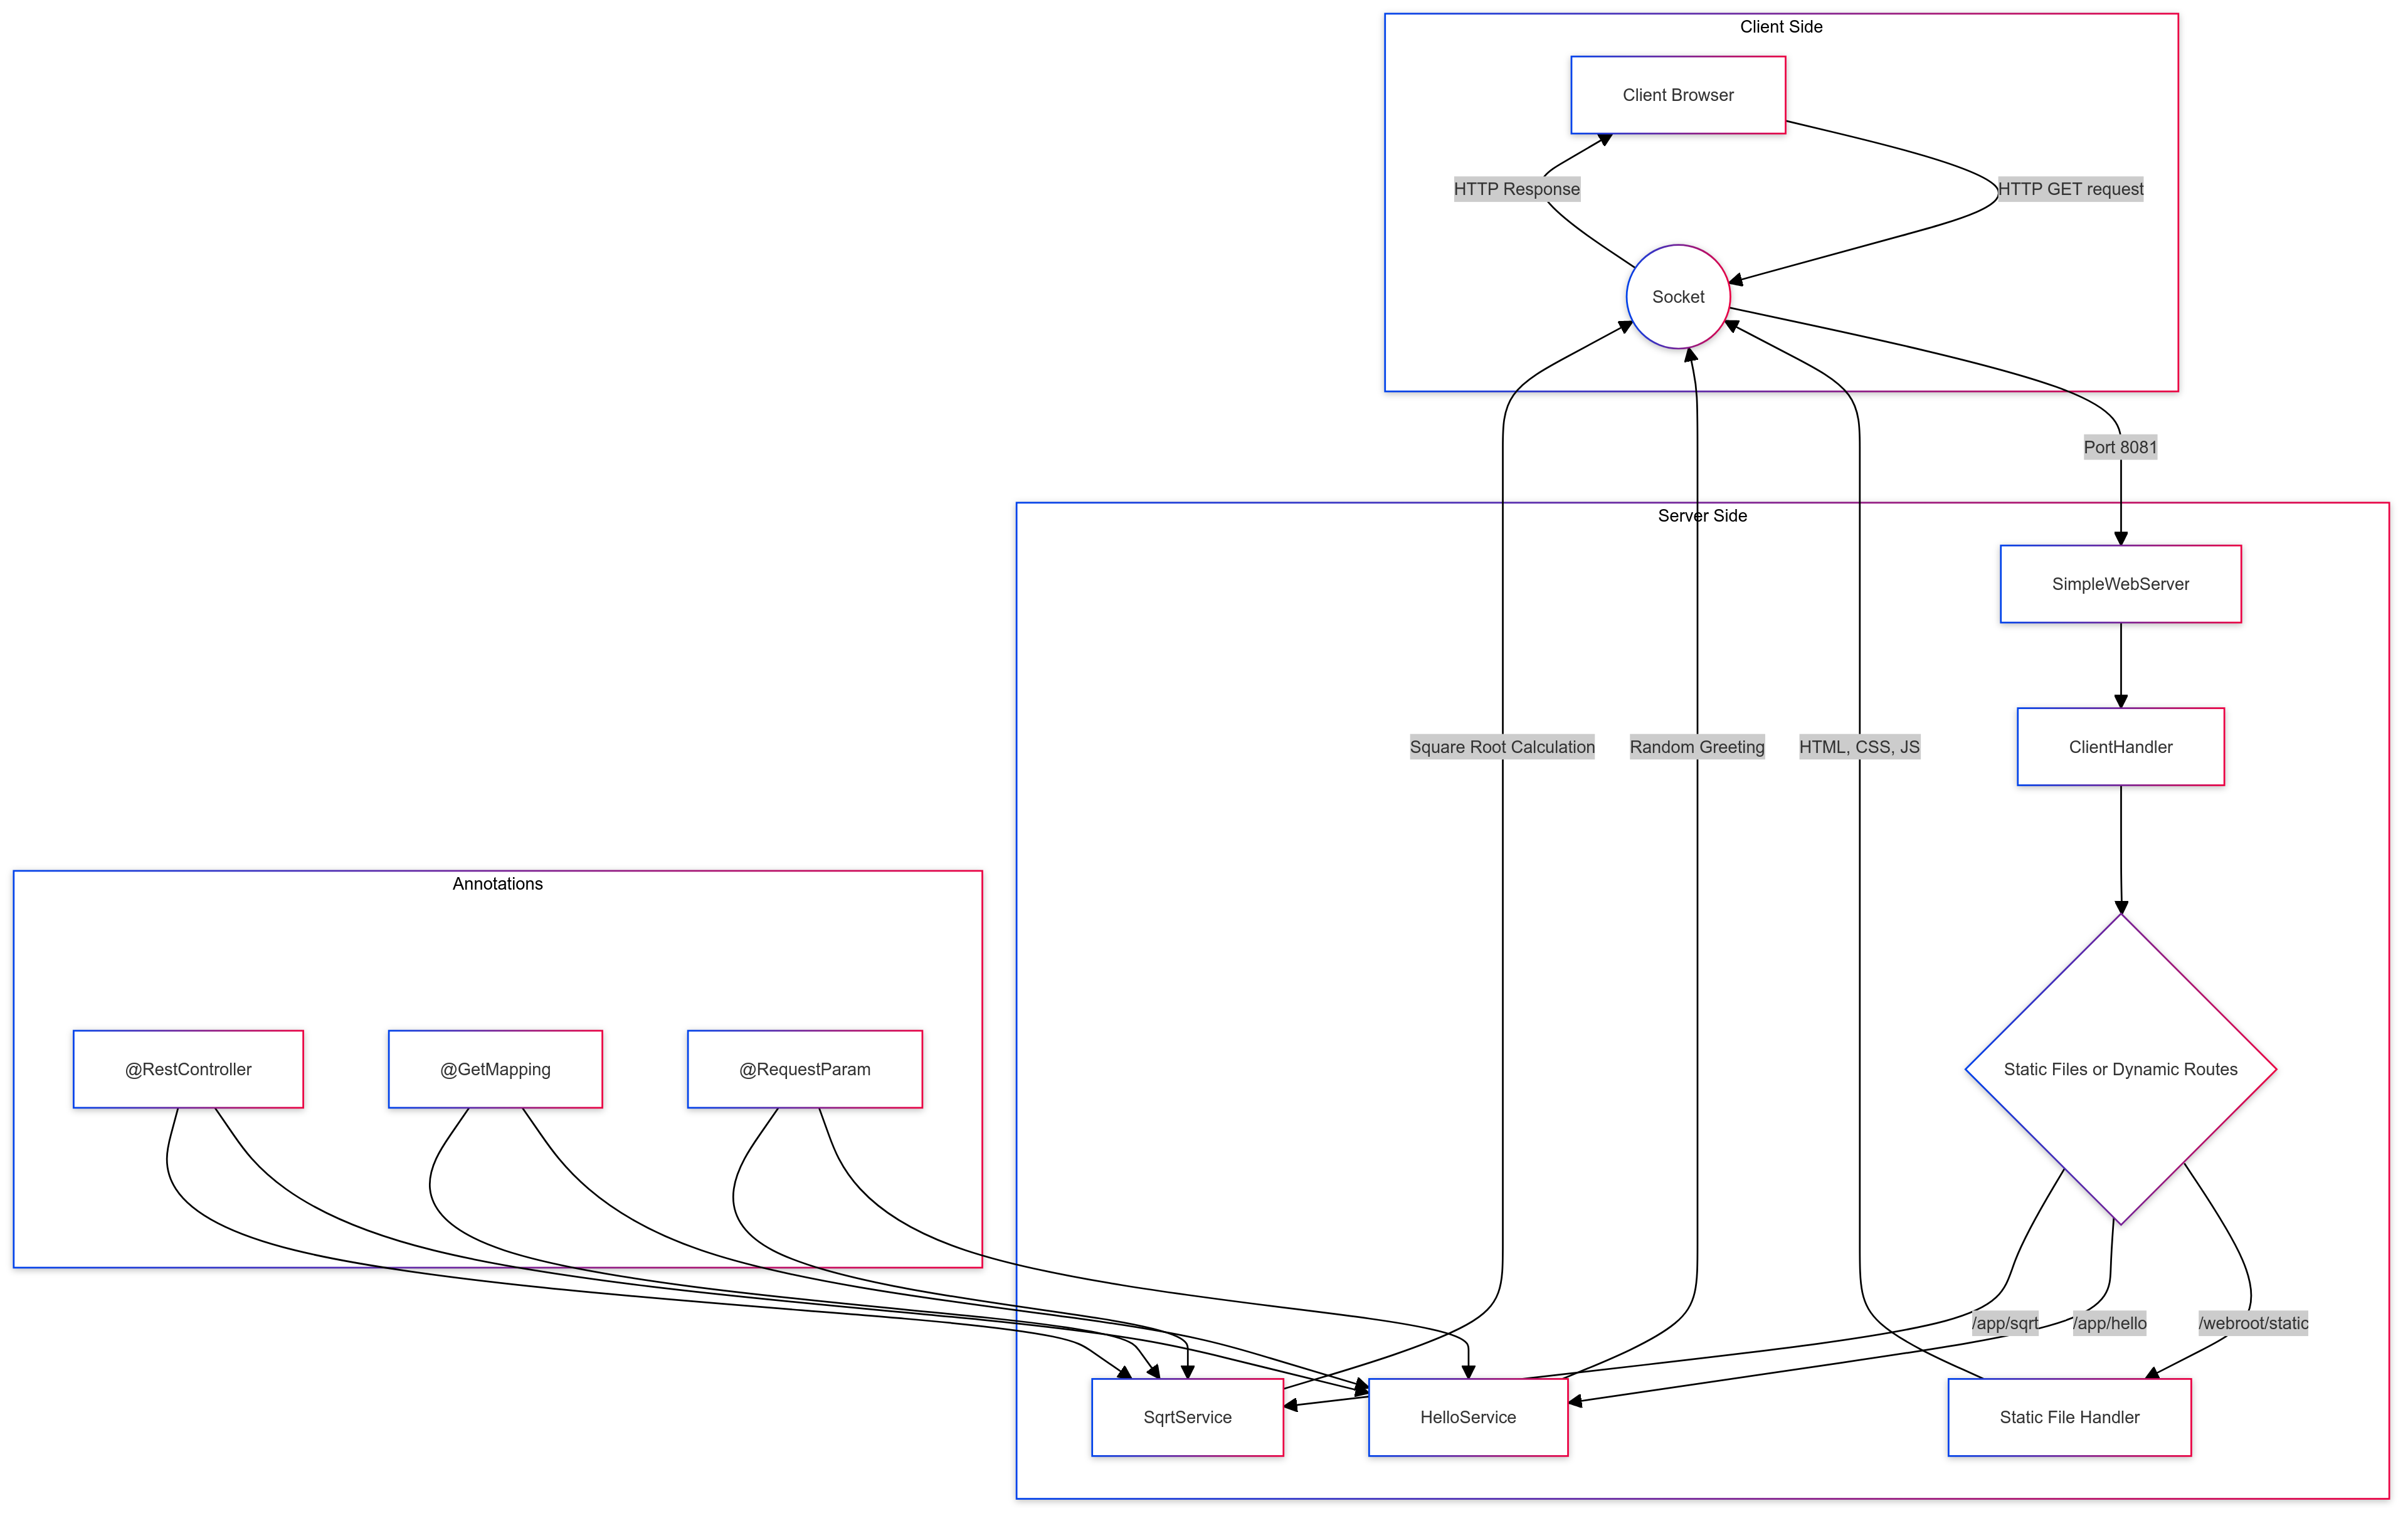 Client Side
Client Browser
HTTP Response
HTTP GET request
Socket
Port 8081
Server Side
SimpleWebServer
ClientHandler
Square Root Calculation
Random Greeting
HTML, CSS, JS
Annotations
@RestController
@GetMapping
@RequestParam
Static Files or Dynamic Routes
/app/sqrt
/app/hello
/webroot/static
SqrtService
HelloService
Static File Handler